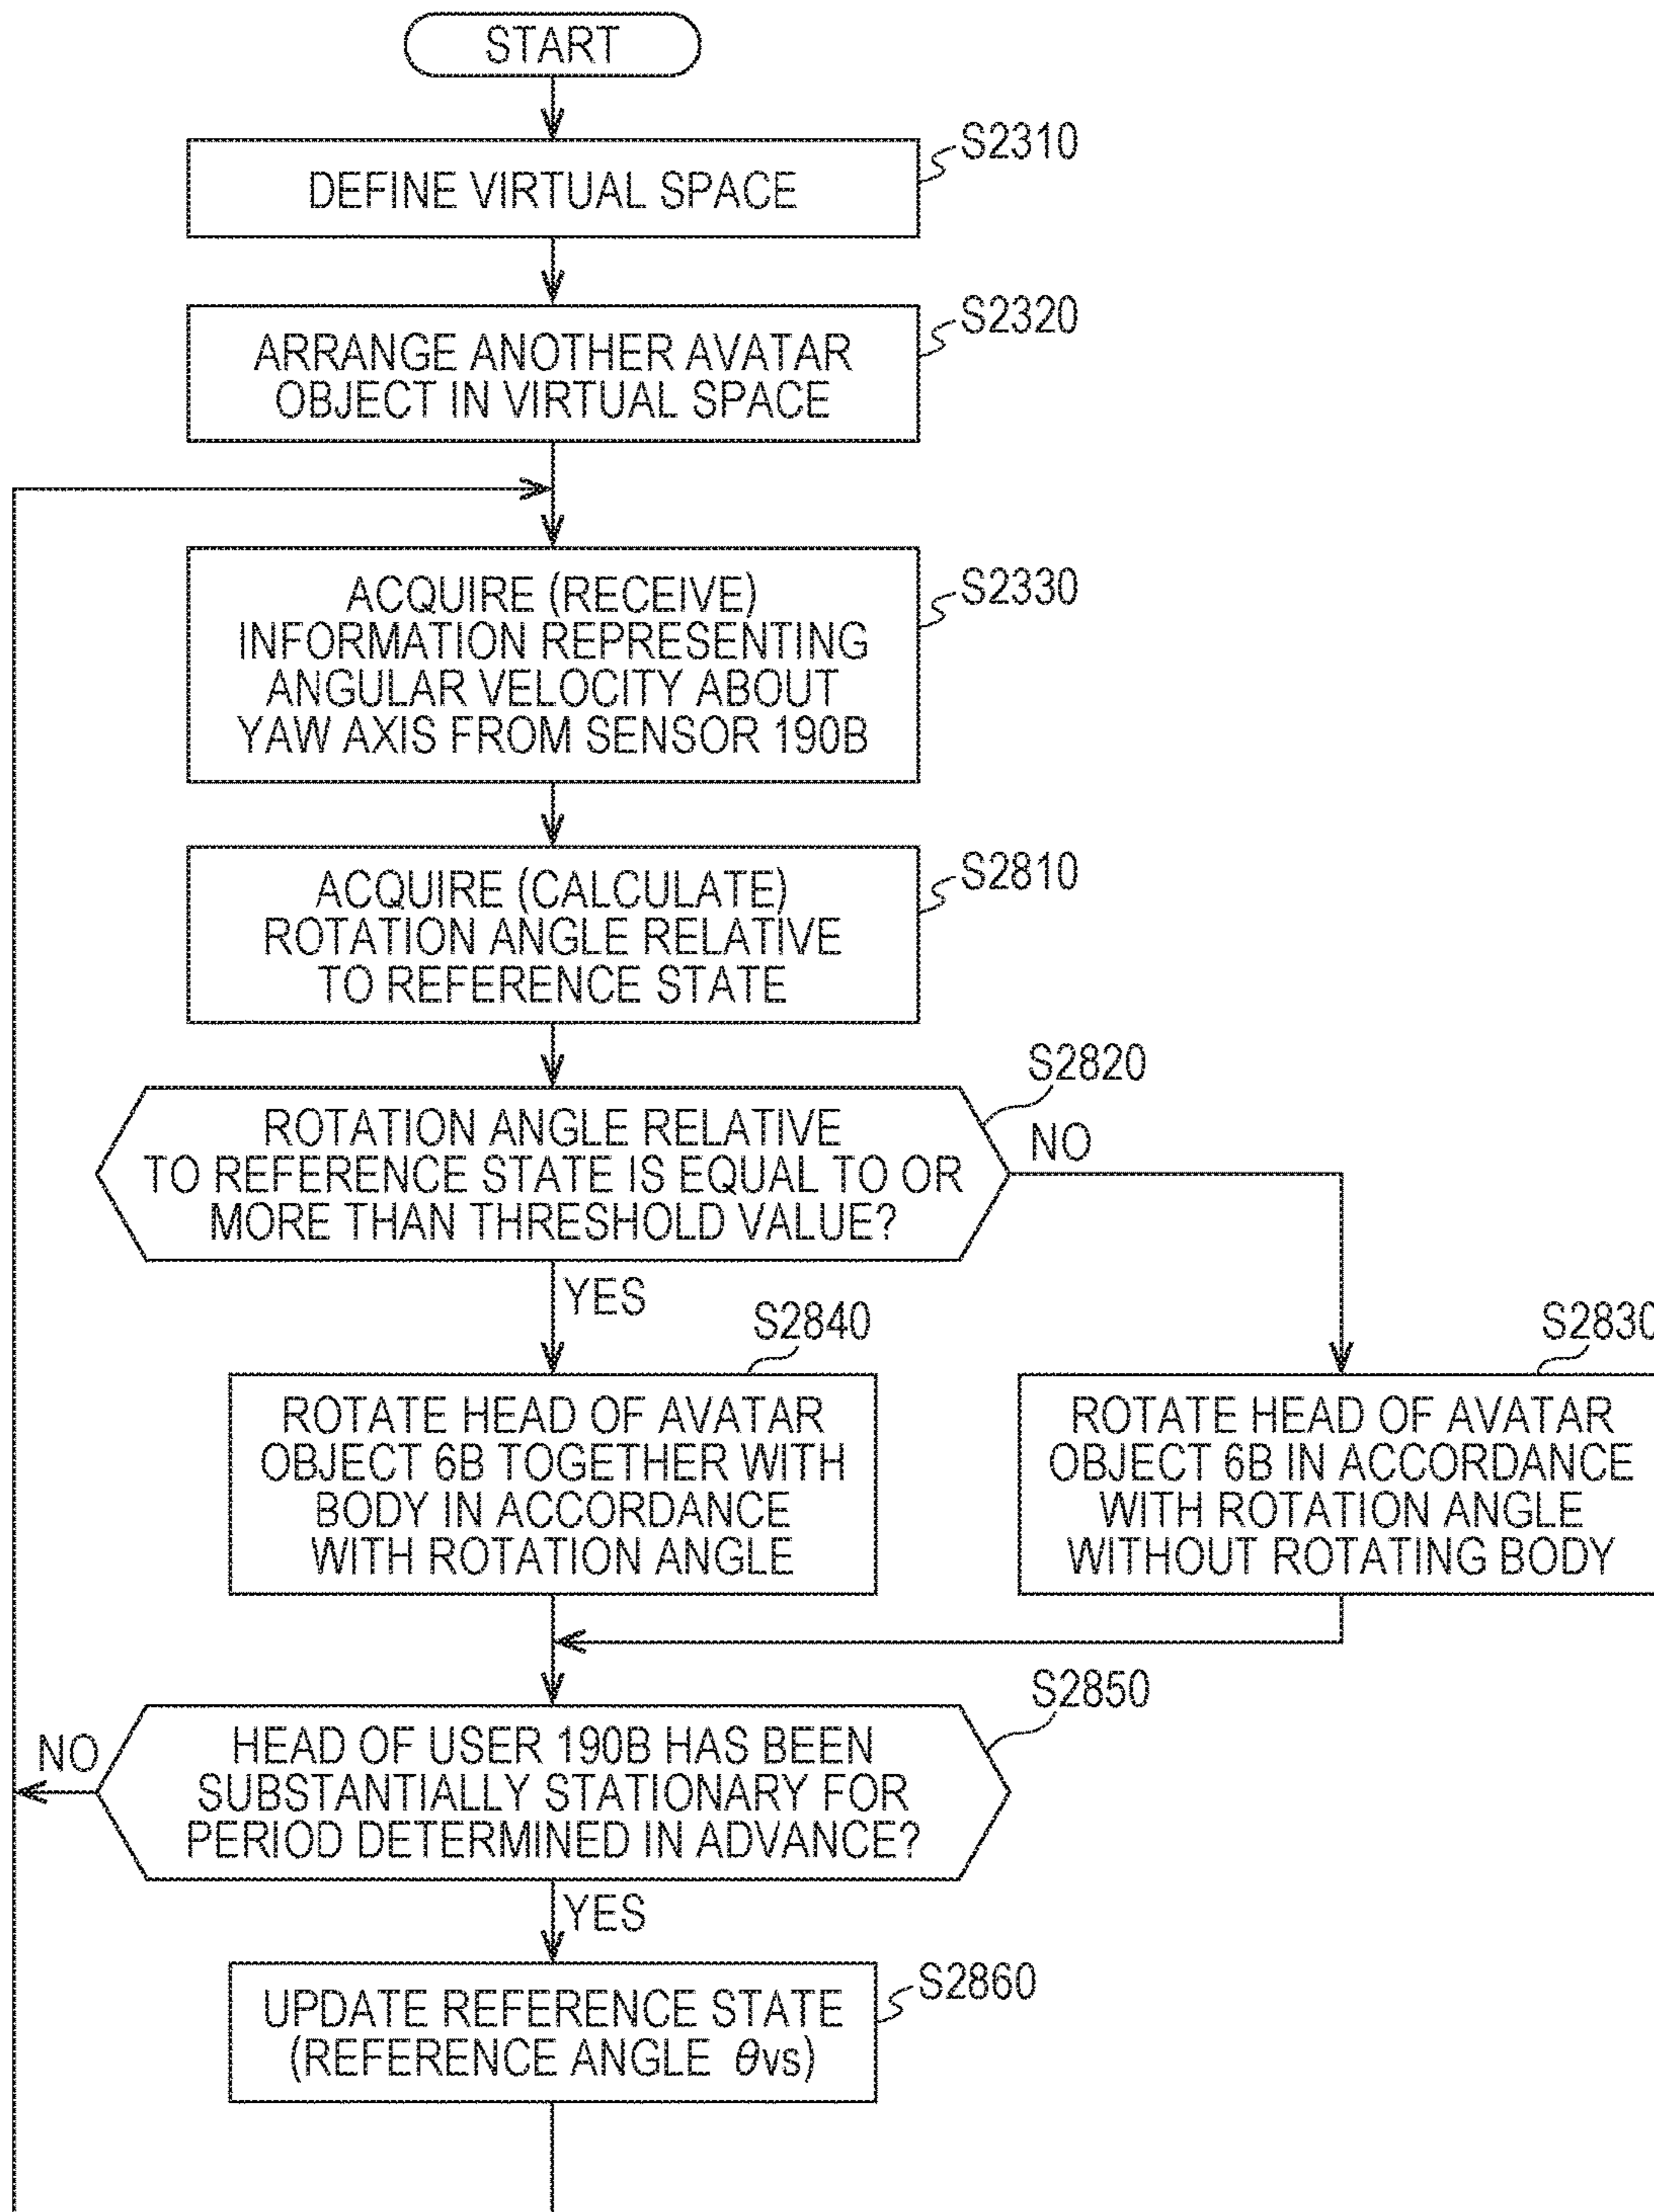 START
S2310
DEFINE VIRTUAL SPACE
S2320
ARRANGE ANOTHER AVATAR
OBJECT IN VIRTUAL SPACE
S2330
ACQUIRE (RECEIVE)
INFORMATION REPRESENTING
ANGULAR VELOCITY ABOUT
YAW AXIS FROM SENSOR 190B
S2810
ACQUIRE (CALCULATE)
ROTATION ANGLE RELATIVE
TO REFERENCE STATE
S2820
ROTATION ANGLE RELATIVE
TO REFERENCE STATE IS EQUAL TO OR
MORE THAN THRESHOLD VALUE?
NO
YES
S2840
ROTATE HEAD OF AVATAR
OBJECT 6B TOGETHER WITH
BODY IN ACCORDANCE
WITH ROTATION ANGLE
S2830
ROTATE HEAD OF AVATAR
OBJECT 6B IN ACCORDANCE
WITH ROTATION ANGLE
WITHOUT ROTATING BODY
S2850
HEAD OF USER 190B HAS BEEN
SUBSTANTIALLY STATIONARY FOR
PERIOD DETERMINED IN ADVANCE?
NO
YES
S2860
UPDATE REFERENCE STATE
(REFERENCE ANGLE θvs)